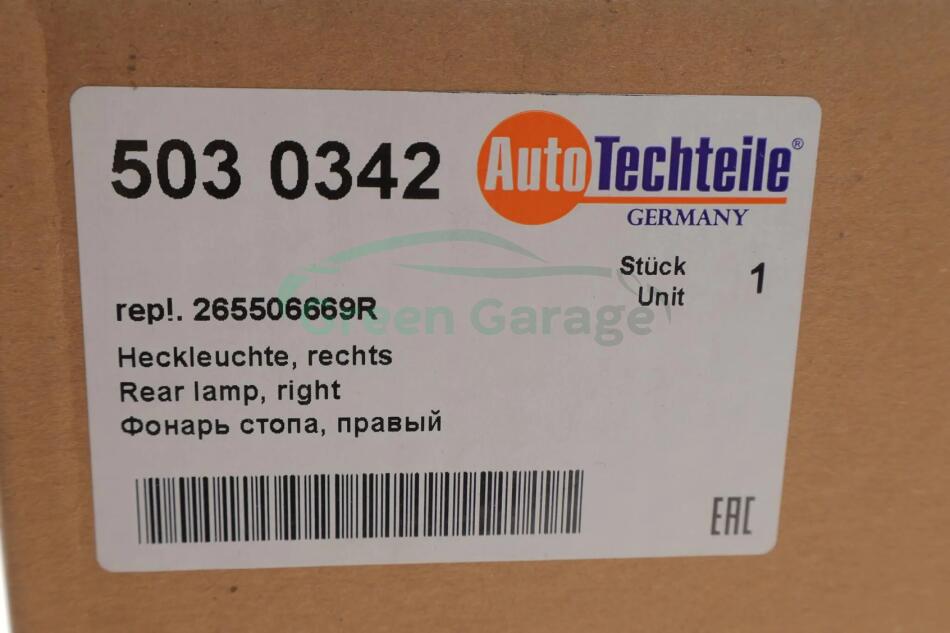 503 0342
AutoTechteile®
GERMANY
Stück 1
Unit
repl. 265506669R
Green Garage
Heckleuchte, rechts
Rear lamp, right
Фонарь стопа, правый
EAC